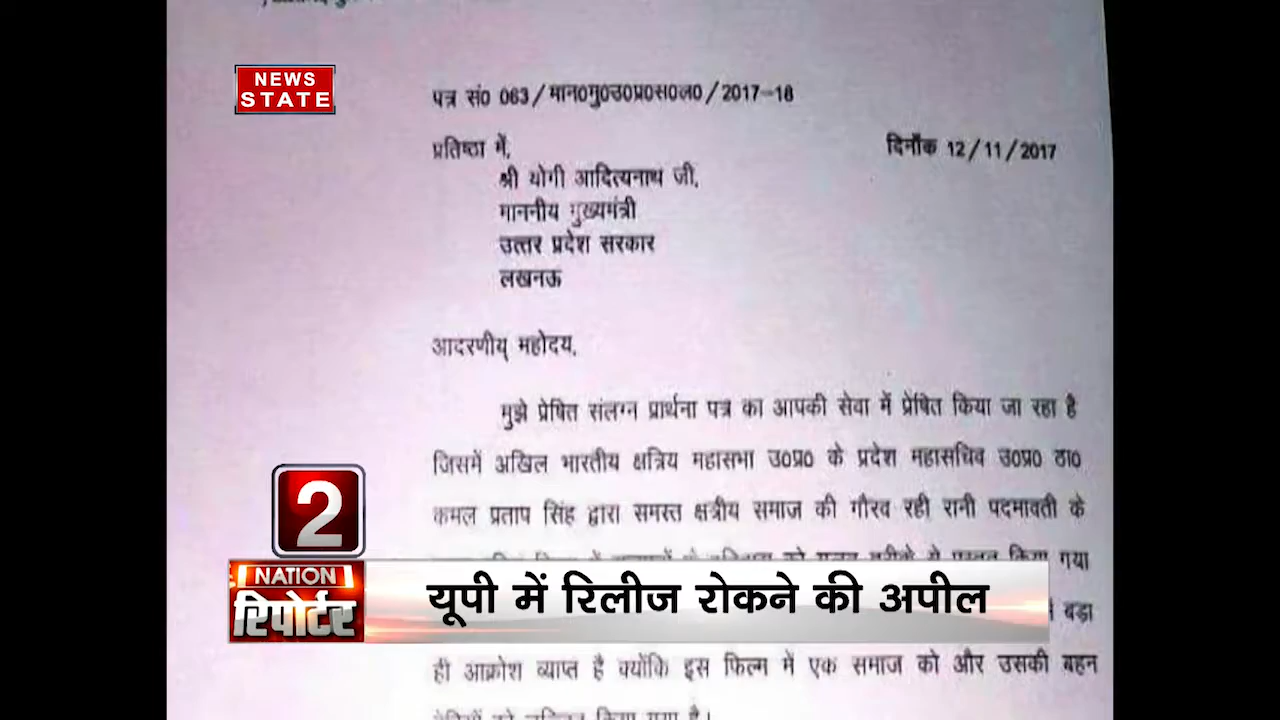 NEWS
STATE
पत्र सं० 063/मान०मु०उ०प्र०स०ल०/2017-18
प्रतिष्ठा में,
दिनाँक 12/11/2017
श्री योगी आदित्यनाथ जी,
माननीय मुख्यमंत्री
उत्तर प्रदेश सरकार
लखनऊ
आदरणीय् महोदय,
मुझे प्रेषित संलग्न प्रार्थना पत्र का आपकी सेवा में प्रेषित किया जा रहा है
जिसमें अखिल भारतीय क्षत्रिय महासभा उ०प्र० के प्रदेश महासचिव उ०प्र० ठा०
कमल प्रताप सिंह द्वारा समस्त क्षत्रीय समाज की गौरव रही रानी पदमावती के
किया गया
बड़ा
ही आक्रोश व्याप्त है क्योंकि इस फिल्म में एक समाज को और उसकी बहन
2
NATION
रिपोर्टर
यूपी में रिलीज रोकने की अपील